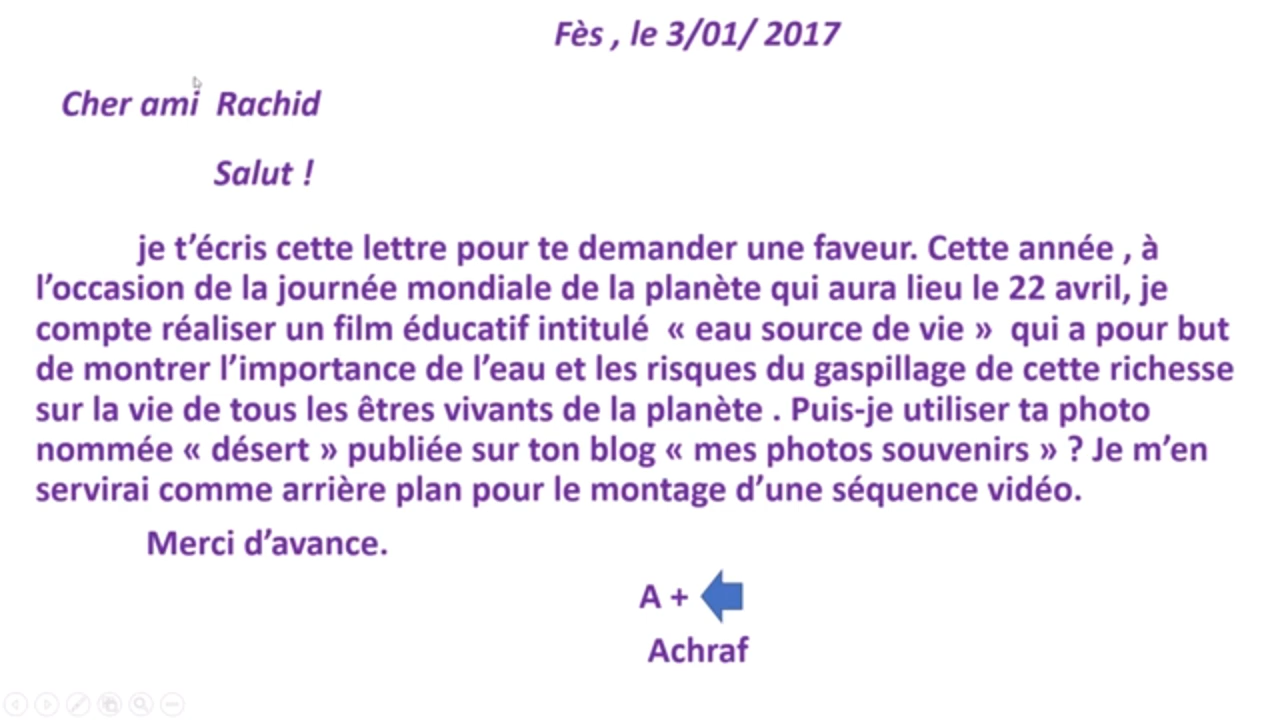 Fès , le 3/01/ 2017
Cher ami Rachid
Salut !
je t’écris cette lettre pour te demander une faveur. Cette année , à
l’occasion de la journée mondiale de la planète qui aura lieu le 22 avril, je
compte réaliser un film éducatif intitulé « eau source de vie » qui a pour but
de montrer l’importance de l’eau et les risques du gaspillage de cette richesse
sur la vie de tous les êtres vivants de la planète . Puis-je utiliser ta photo
nommée « désert » publiée sur ton blog « mes photos souvenirs » ? Je m’en
servirai comme arrière plan pour le montage d’une séquence vidéo.
Merci d’avance.
A +
Achraf